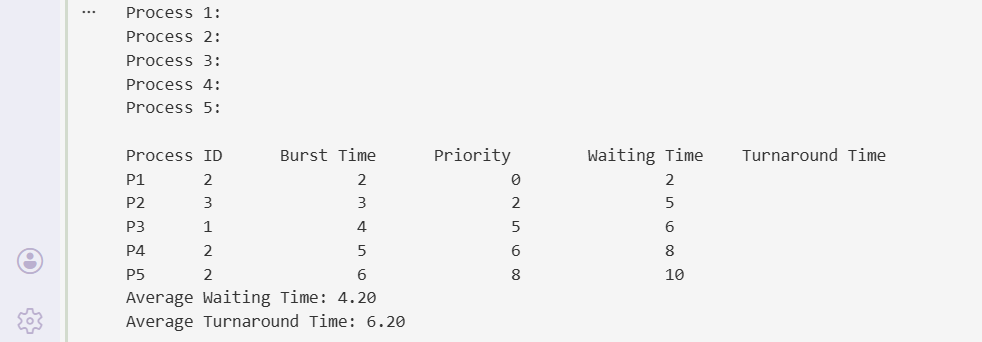 ... Process 1:
Process 2:
Process 3:
Process 4:
Process 5:
Process ID Burst Time Priority Waiting Time Turnaround Time
P1 2 2 0 2
P2 3 3 2 5
P3 1 4 5 6
P4 2 5 6 8
P5 2 6 8 10
Average Waiting Time: 4.20
Average Turnaround Time: 6.20